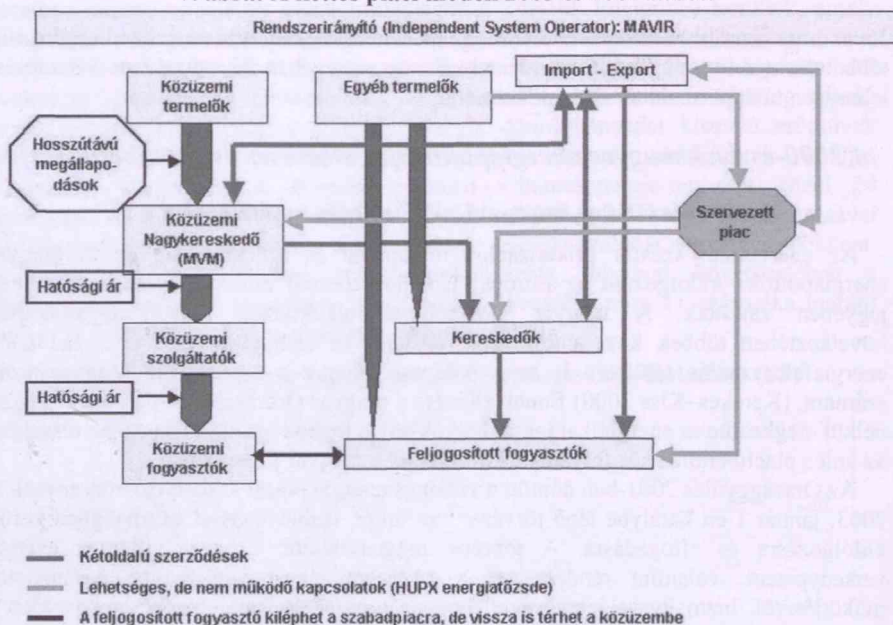 Rendszerirányító (Independent System Operator): MAVIR
Közüzemi
termelők
Egyéb termelők
Import - Export
Hosszútávú
megállapo-
dások
Közüzemi
Nagykereskedő
(MVM)
Szervezett
piac
Hatósági ár
Közüzemi
szolgáltatók
Kereskedők
Hatósági ár
Közüzemi
fogyasztók
Feljogosított fogyasztók
Kétoldalú szerződések
Lehetséges, de nem működő kapcsolatok (HUPX energiatőzsde)
A feljogosított fogyasztó kiléphet a szabadpiacra, de vissza is térhet a közüzembe